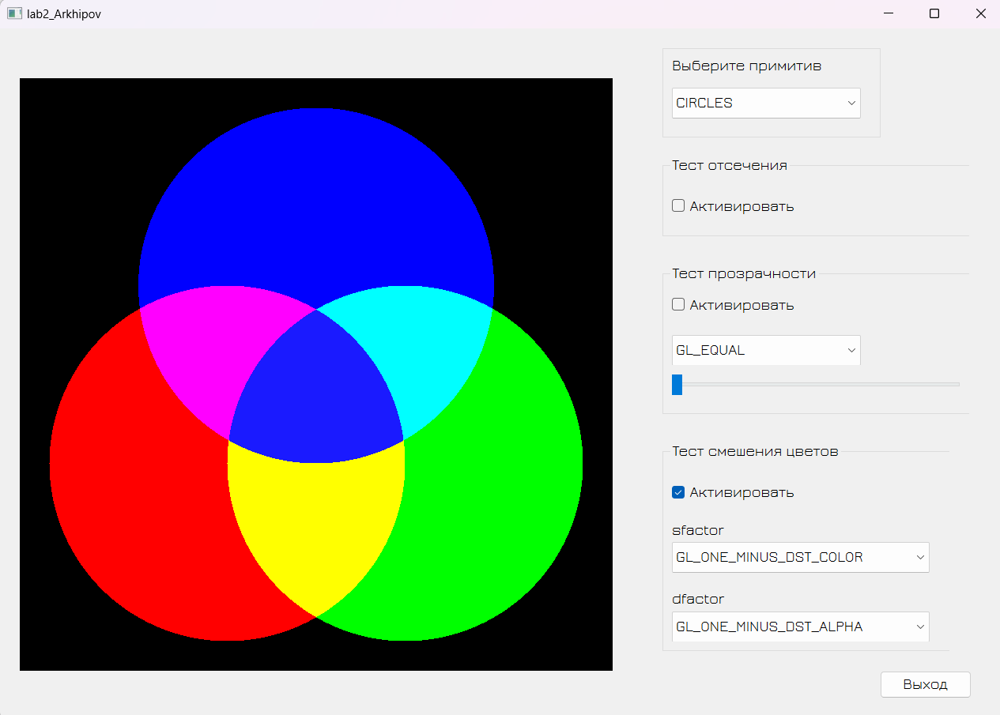 lab2_Arkhipov
Выберите примитив
CIRCLES
Тест отсечения
Активировать
Тест прозрачности
Активировать
GL_EQUAL
Тест смешения цветов
Активировать
sfactor
GL_ONE_MINUS_DST_COLOR
dfactor
GL_ONE_MINUS_DST_ALPHA
Выход